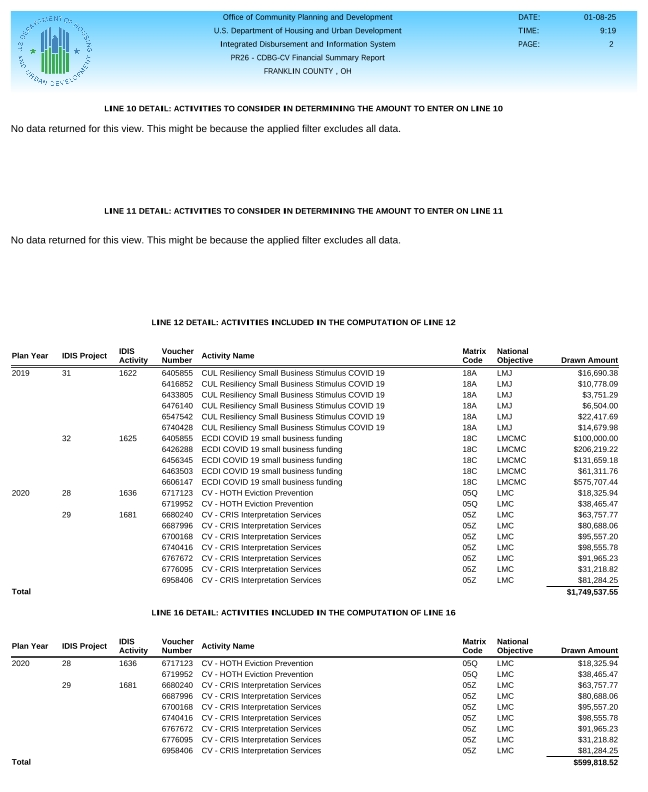 Office of Community Planning and Development DATE: 01-08-25
U.S. Department of Housing and Urban Development TIME: 9:19
Integrated Disbursement and Information System PAGE: 2
PR26 - CDBG-CV Financial Summary Report
FRANKLIN COUNTY , OH
U.S. DEPARTMENT OF HOUSING AND URBAN DEVELOPMENT
LINE 10 DETAIL: ACTIVITIES TO CONSIDER IN DETERMINING THE AMOUNT TO ENTER ON LINE 10
No data returned for this view. This might be because the applied filter excludes all data.
LINE 11 DETAIL: ACTIVITIES TO CONSIDER IN DETERMINING THE AMOUNT TO ENTER ON LINE 11
No data returned for this view. This might be because the applied filter excludes all data.
LINE 12 DETAIL: ACTIVITIES INCLUDED IN THE COMPUTATION OF LINE 12
Plan Year IDIS Project IDIS Activity Voucher Number Activity Name Matrix Code National Objective Drawn Amount
2019 31 1622 6405855 CUL Resiliency Small Business Stimulus COVID 19 18A LMJ $16,690.38
6416852 CUL Resiliency Small Business Stimulus COVID 19 18A LMJ $10,778.09
6433805 CUL Resiliency Small Business Stimulus COVID 19 18A LMJ $3,751.29
6476140 CUL Resiliency Small Business Stimulus COVID 19 18A LMJ $6,504.00
6547542 CUL Resiliency Small Business Stimulus COVID 19 18A LMJ $22,417.69
6740428 CUL Resiliency Small Business Stimulus COVID 19 18A LMJ $14,679.98
32 1625 6405855 ECDI COVID 19 small business funding 18C LMCMC $100,000.00
6426288 ECDI COVID 19 small business funding 18C LMCMC $206,219.22
6456345 ECDI COVID 19 small business funding 18C LMCMC $131,659.18
6463503 ECDI COVID 19 small business funding 18C LMCMC $61,311.76
6606147 ECDI COVID 19 small business funding 18C LMCMC $575,707.44
2020 28 1636 6717123 CV - HOTH Eviction Prevention 05Q LMC $18,325.94
6719952 CV - HOTH Eviction Prevention 05Q LMC $38,465.47
29 1681 6680240 CV - CRIS Interpretation Services 05Z LMC $63,757.77
6687996 CV - CRIS Interpretation Services 05Z LMC $80,688.06
6700168 CV - CRIS Interpretation Services 05Z LMC $95,557.20
6740416 CV - CRIS Interpretation Services 05Z LMC $98,555.78
6767672 CV - CRIS Interpretation Services 05Z LMC $91,965.23
6776095 CV - CRIS Interpretation Services 05Z LMC $31,218.82
6958406 CV - CRIS Interpretation Services 05Z LMC $81,284.25
Total $1,749,537.55
LINE 16 DETAIL: ACTIVITIES INCLUDED IN THE COMPUTATION OF LINE 16
Plan Year IDIS Project IDIS Activity Voucher Number Activity Name Matrix Code National Objective Drawn Amount
2020 28 1636 6717123 CV - HOTH Eviction Prevention 05Q LMC $18,325.94
6719952 CV - HOTH Eviction Prevention 05Q LMC $38,465.47
29 1681 6680240 CV - CRIS Interpretation Services 05Z LMC $63,757.77
6687996 CV - CRIS Interpretation Services 05Z LMC $80,688.06
6700168 CV - CRIS Interpretation Services 05Z LMC $95,557.20
6740416 CV - CRIS Interpretation Services 05Z LMC $98,555.78
6767672 CV - CRIS Interpretation Services 05Z LMC $91,965.23
6776095 CV - CRIS Interpretation Services 05Z LMC $31,218.82
6958406 CV - CRIS Interpretation Services 05Z LMC $81,284.25
Total $599,818.52